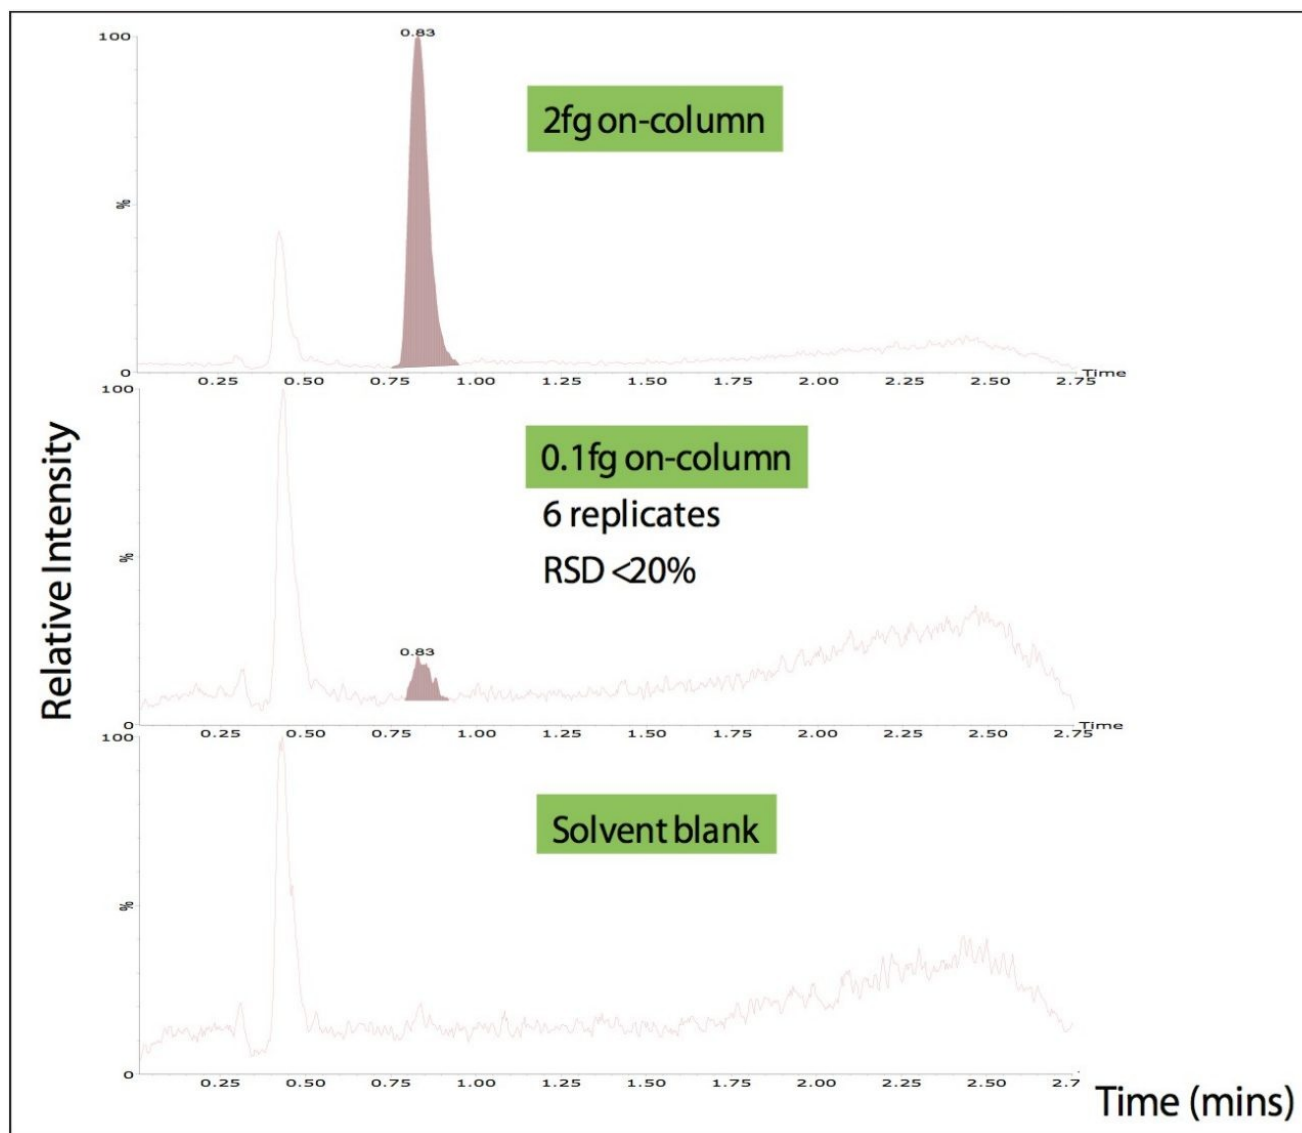 100
0.83
2fg on-column
%
0
0.25 0.50 0.75 1.00 1.25 1.50 1.75 2.00 2.25 2.50 2.75
Time
100
0.1fg on-column
6 replicates
RSD <20%
%
0.83
0
0.25 0.50 0.75 1.00 1.25 1.50 1.75 2.00 2.25 2.50 2.75
Time
Relative Intensity
100
Solvent blank
%
0
0.25 0.50 0.75 1.00 1.25 1.50 1.75 2.00 2.25 2.50 2.7
Time (mins)